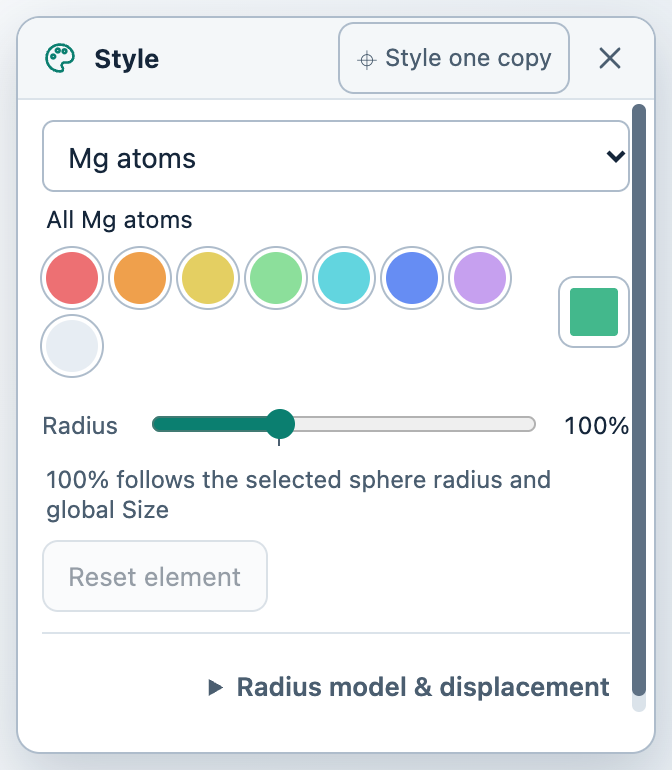 Style
Style one copy
Mg atoms
All Mg atoms
Radius
100%
100% follows the selected sphere radius and
global Size
Reset element
Radius model & displacement